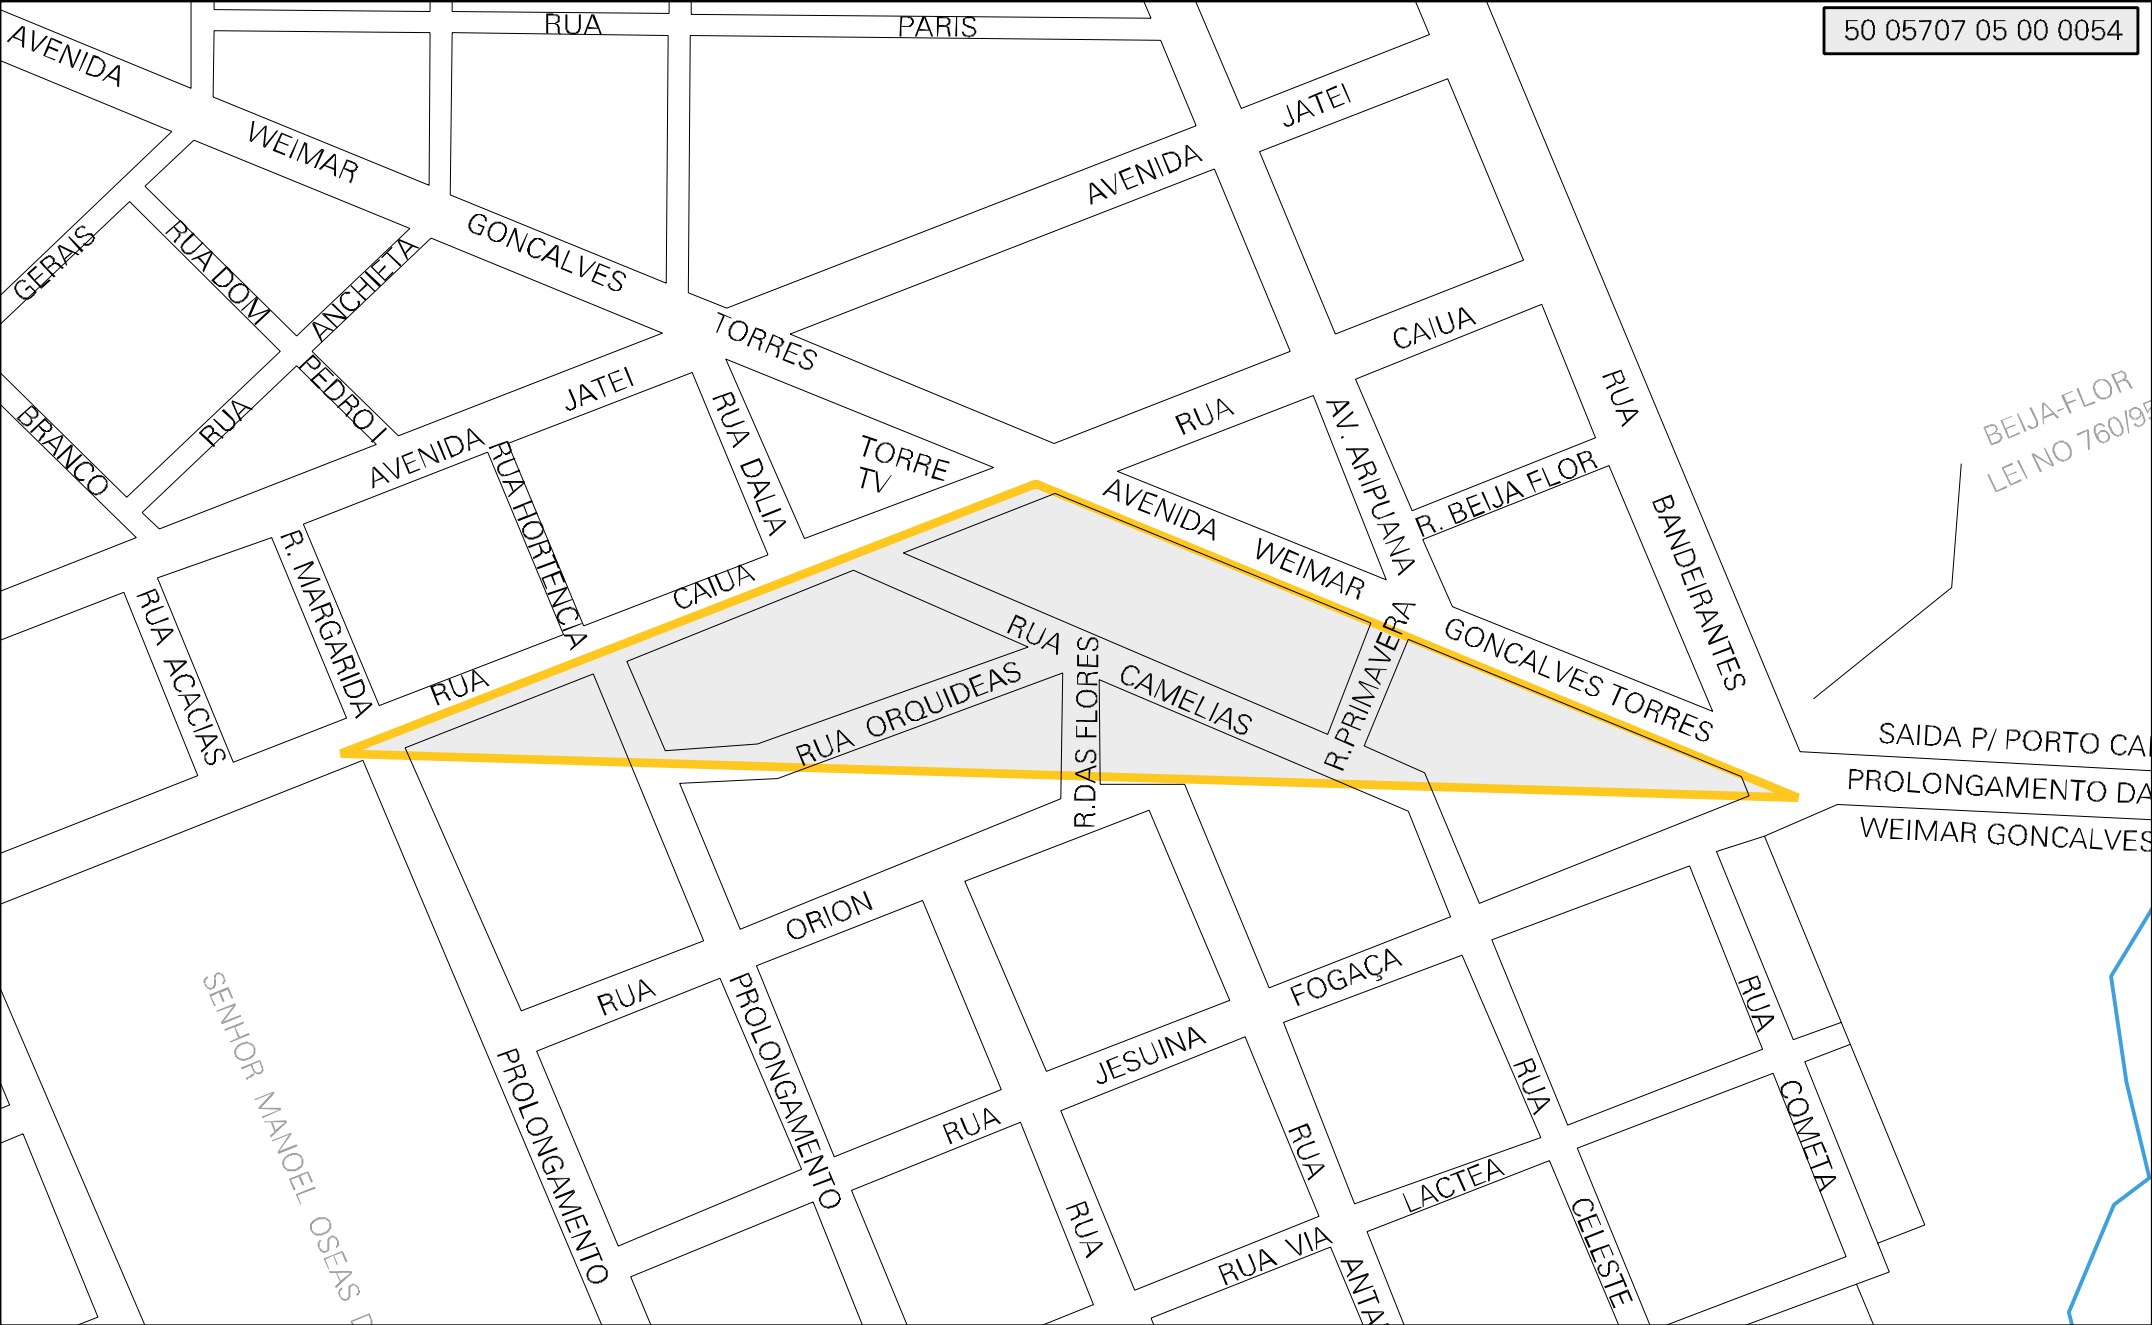 50 05707 05 00 0054
RUA
PARIS
AVENIDA
WEIMAR
GONCALVES
TORRES
JATEI
AVENIDA
GERAIS
RUA DOM
ANCHIETA
PEDRO I
BRANCO
RUA
JATEI
AVENIDA
CAIUA
RUA
RUA
BANDEIRANTES
BEIJA-FLOR
LEI NO 760/95
RUA DALIA
TORRE
TV
AV. ARIPUANA
R. BEIJA FLOR
RUA HORTENCIA
R. MARGARIDA
RUA ACACIAS
AVENIDA
WEIMAR
GONCALVES TORRES
CAIUA
RUA
RUA
CAMELIAS
RUA ORQUIDEAS
R.DAS FLORES
R.PRIMAVERA
SAIDA P/ PORTO CAI
PROLONGAMENTO DA
WEIMAR GONCALVES
ORION
RUA
FOGAÇA
JESUINA
RUA
PROLONGAMENTO
PROLONGAMENTO
SENHOR MANOEL OSEAS D
RUA
RUA
RUA
RUA
COMETA
LACTEA
RUA VIA
CELESTE
ANTA